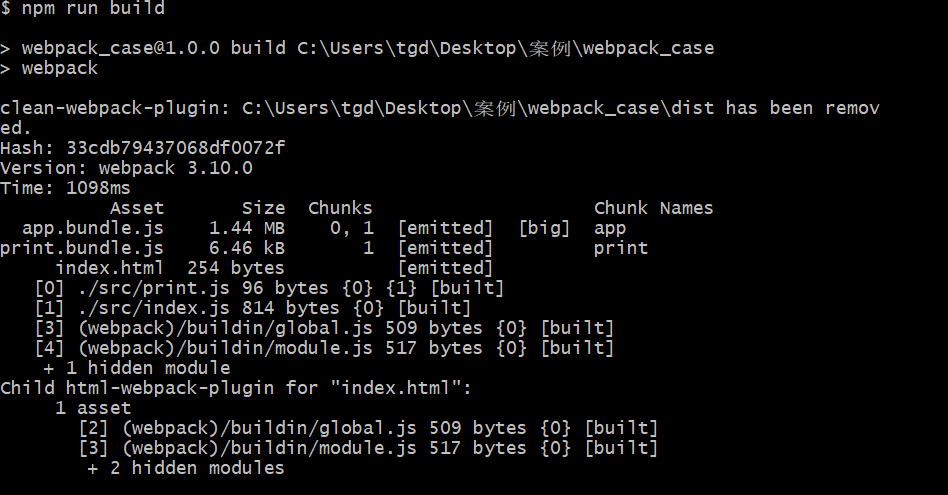 $ npm run build
> webpack_case@1.0.0 build C:\Users\tgd\Desktop\案例\webpack_case
> webpack
clean-webpack-plugin: C:\Users\tgd\Desktop\案例\webpack_case\dist has been remov
ed.
Hash: 33cdb79437068df0072f
Version: webpack 3.10.0
Time: 1098ms
Asset Size Chunks Chunk Names
app.bundle.js 1.44 MB 0, 1 [emitted] [big] app
print.bundle.js 6.46 kB 1 [emitted] print
index.html 254 bytes [emitted]
[0] ./src/print.js 96 bytes {0} {1} [built]
[1] ./src/index.js 814 bytes {0} [built]
[3] (webpack)/buildin/global.js 509 bytes {0} [built]
[4] (webpack)/buildin/module.js 517 bytes {0} [built]
+ 1 hidden module
Child html-webpack-plugin for "index.html":
1 asset
[2] (webpack)/buildin/global.js 509 bytes {0} [built]
[3] (webpack)/buildin/module.js 517 bytes {0} [built]
+ 2 hidden modules